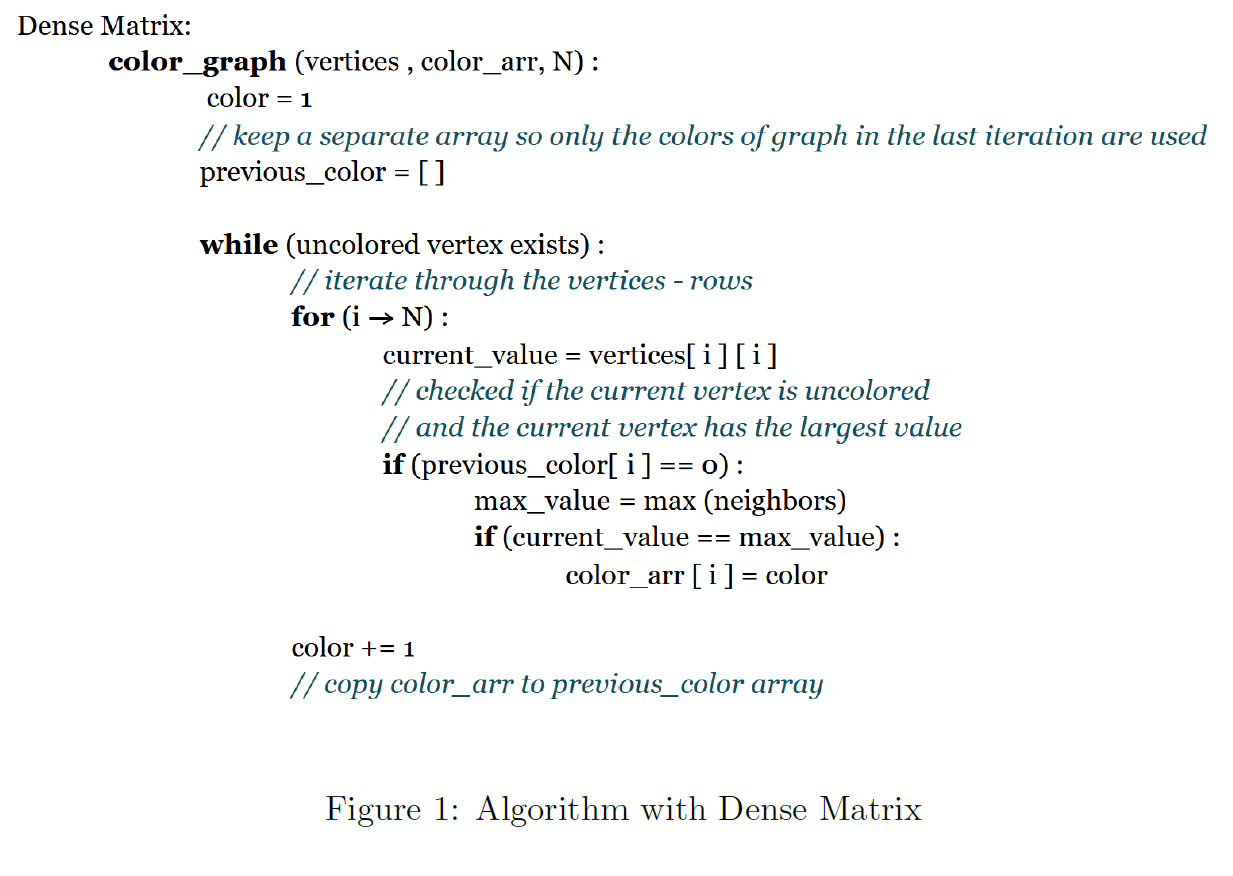 Dense Matrix:
color_graph (vertices , color_arr, N) :
color = 1
// keep a separate array so only the colors of graph in the last iteration are used
previous_color = [ ]
while (uncolored vertex exists) :
// iterate through the vertices - rows
for (i → N) :
current_value = vertices[ i ] [ i ]
// checked if the current vertex is uncolored
// and the current vertex has the largest value
if (previous_color[ i ] == 0) :
max_value = max (neighbors)
if (current_value == max_value) :
color_arr [ i ] = color
color += 1
// copy color_arr to previous_color array
Figure 1: Algorithm with Dense Matrix